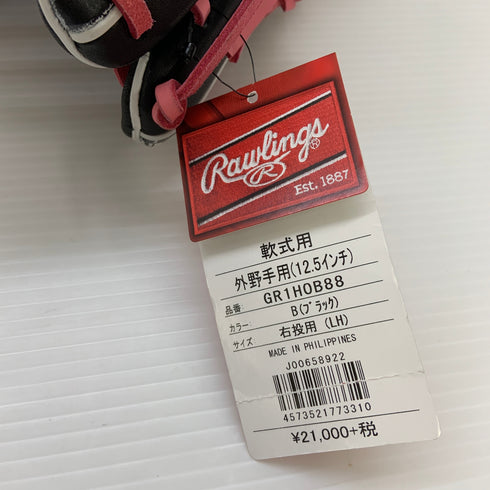 Rawlings®
R
Est. 1887
軟式用
外野手用(12.5インチ)
品番: GR1HOB88
カラー: B(ブラック)
サイズ: 右投用 (LH)
MADE IN PHILIPPINES
J00658922
4573521773310
¥21,000+税